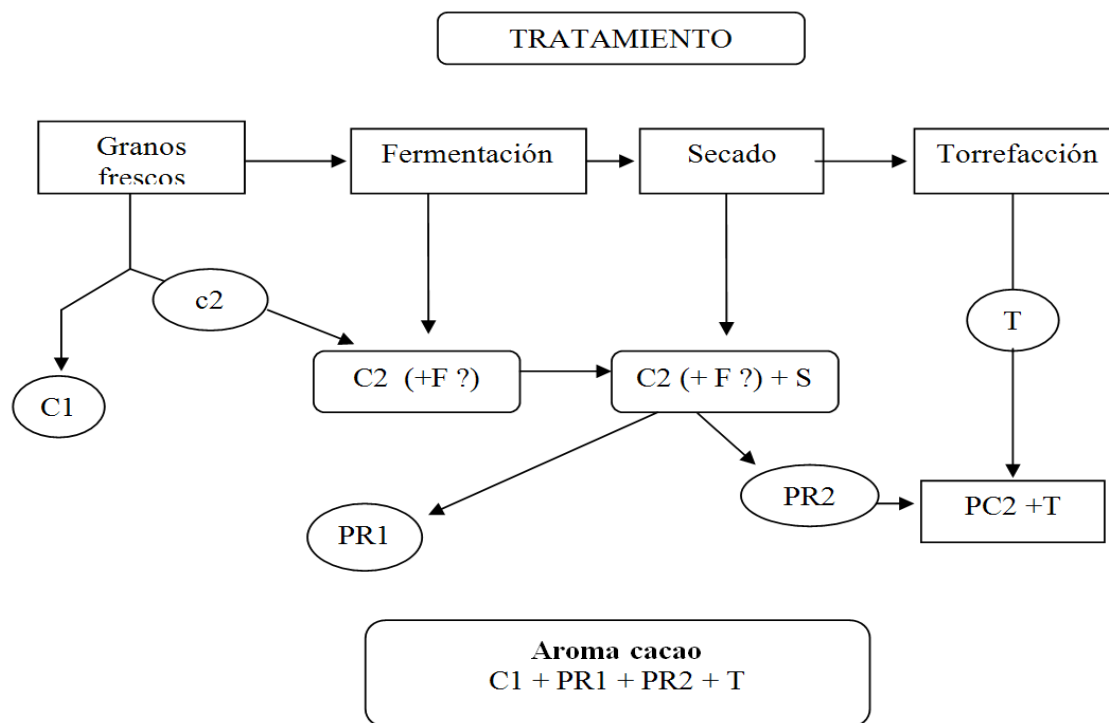 TRATAMIENTO
Granos
frescos
Fermentación
Secado
Torrefacción
c2
T
C2 (+F ?)
C2 (+ F ?) + S
C1
PR2
PC2 +T
PR1
Aroma cacao
C1 + PR1 + PR2 + T